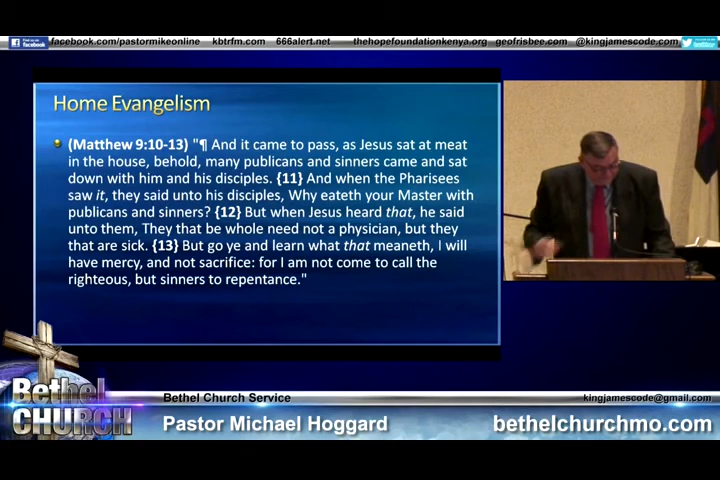 facebook.com/pastormikeonline kbtrfm.com 666alert.net thehopefoundationkenya.org geofrisbee.com @kingjamescode.com
Home Evangelism
(Matthew 9:10-13) "¶ And it came to pass, as Jesus sat at meat
in the house, behold, many publicans and sinners came and sat
down with him and his disciples. {11} And when the Pharisees
saw it, they said unto his disciples, Why eateth your Master with
publicans and sinners? {12} But when Jesus heard that, he said
unto them, They that be whole need not a physician, but they
that are sick. {13} But go ye and learn what that meaneth, I will
have mercy, and not sacrifice: for I am not come to call the
righteous, but sinners to repentance."
Bethel
CHURCH
Bethel Church Service kingjamescode@gmail.com
Pastor Michael Hoggard bethelchurchmo.com